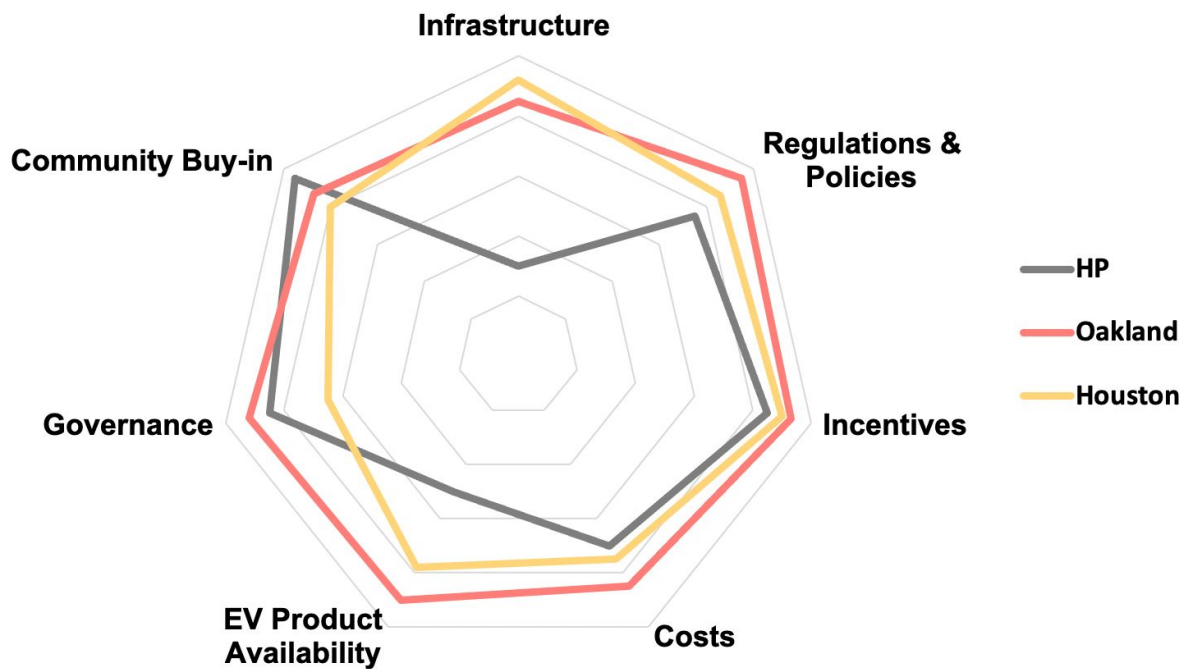 Infrastructure
Regulations &
Policies
Community Buy-in
HP
Oakland
Houston
Governance
Incentives
EV Product
Availability
Costs